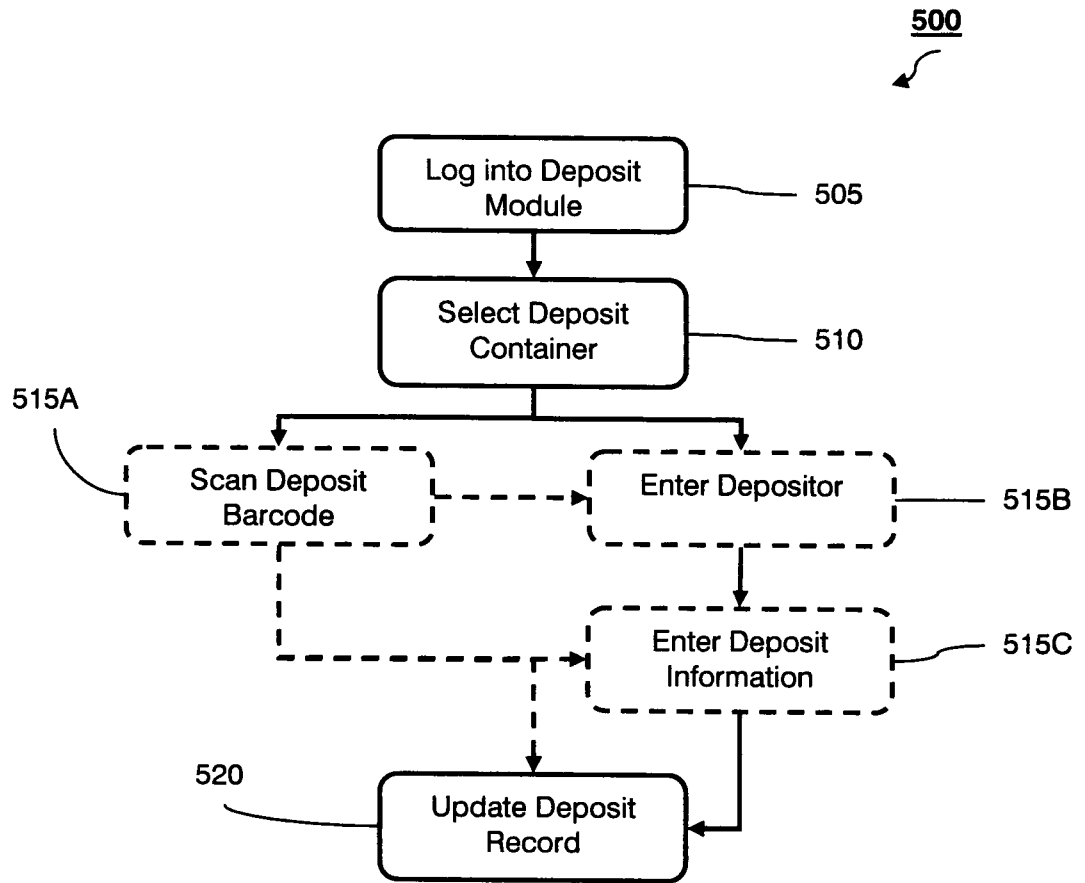 500
Log into Deposit
Module
505
Select Deposit
Container
510
515A
Scan Deposit
Barcode
Enter Depositor
515B
Enter Deposit
Information
515C
520
Update Deposit
Record